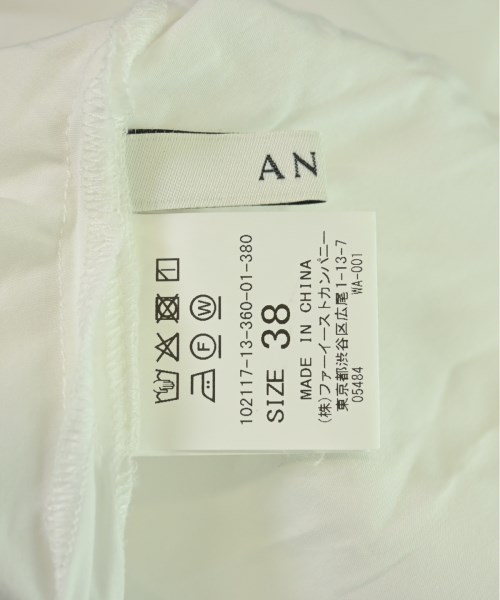 AN
F W
102117-13-360-01-380
SIZE 38
MADE IN CHINA
(株)ファーイーストカンパニー
東京都渋谷区広尾1-13-7
05484 WA-001